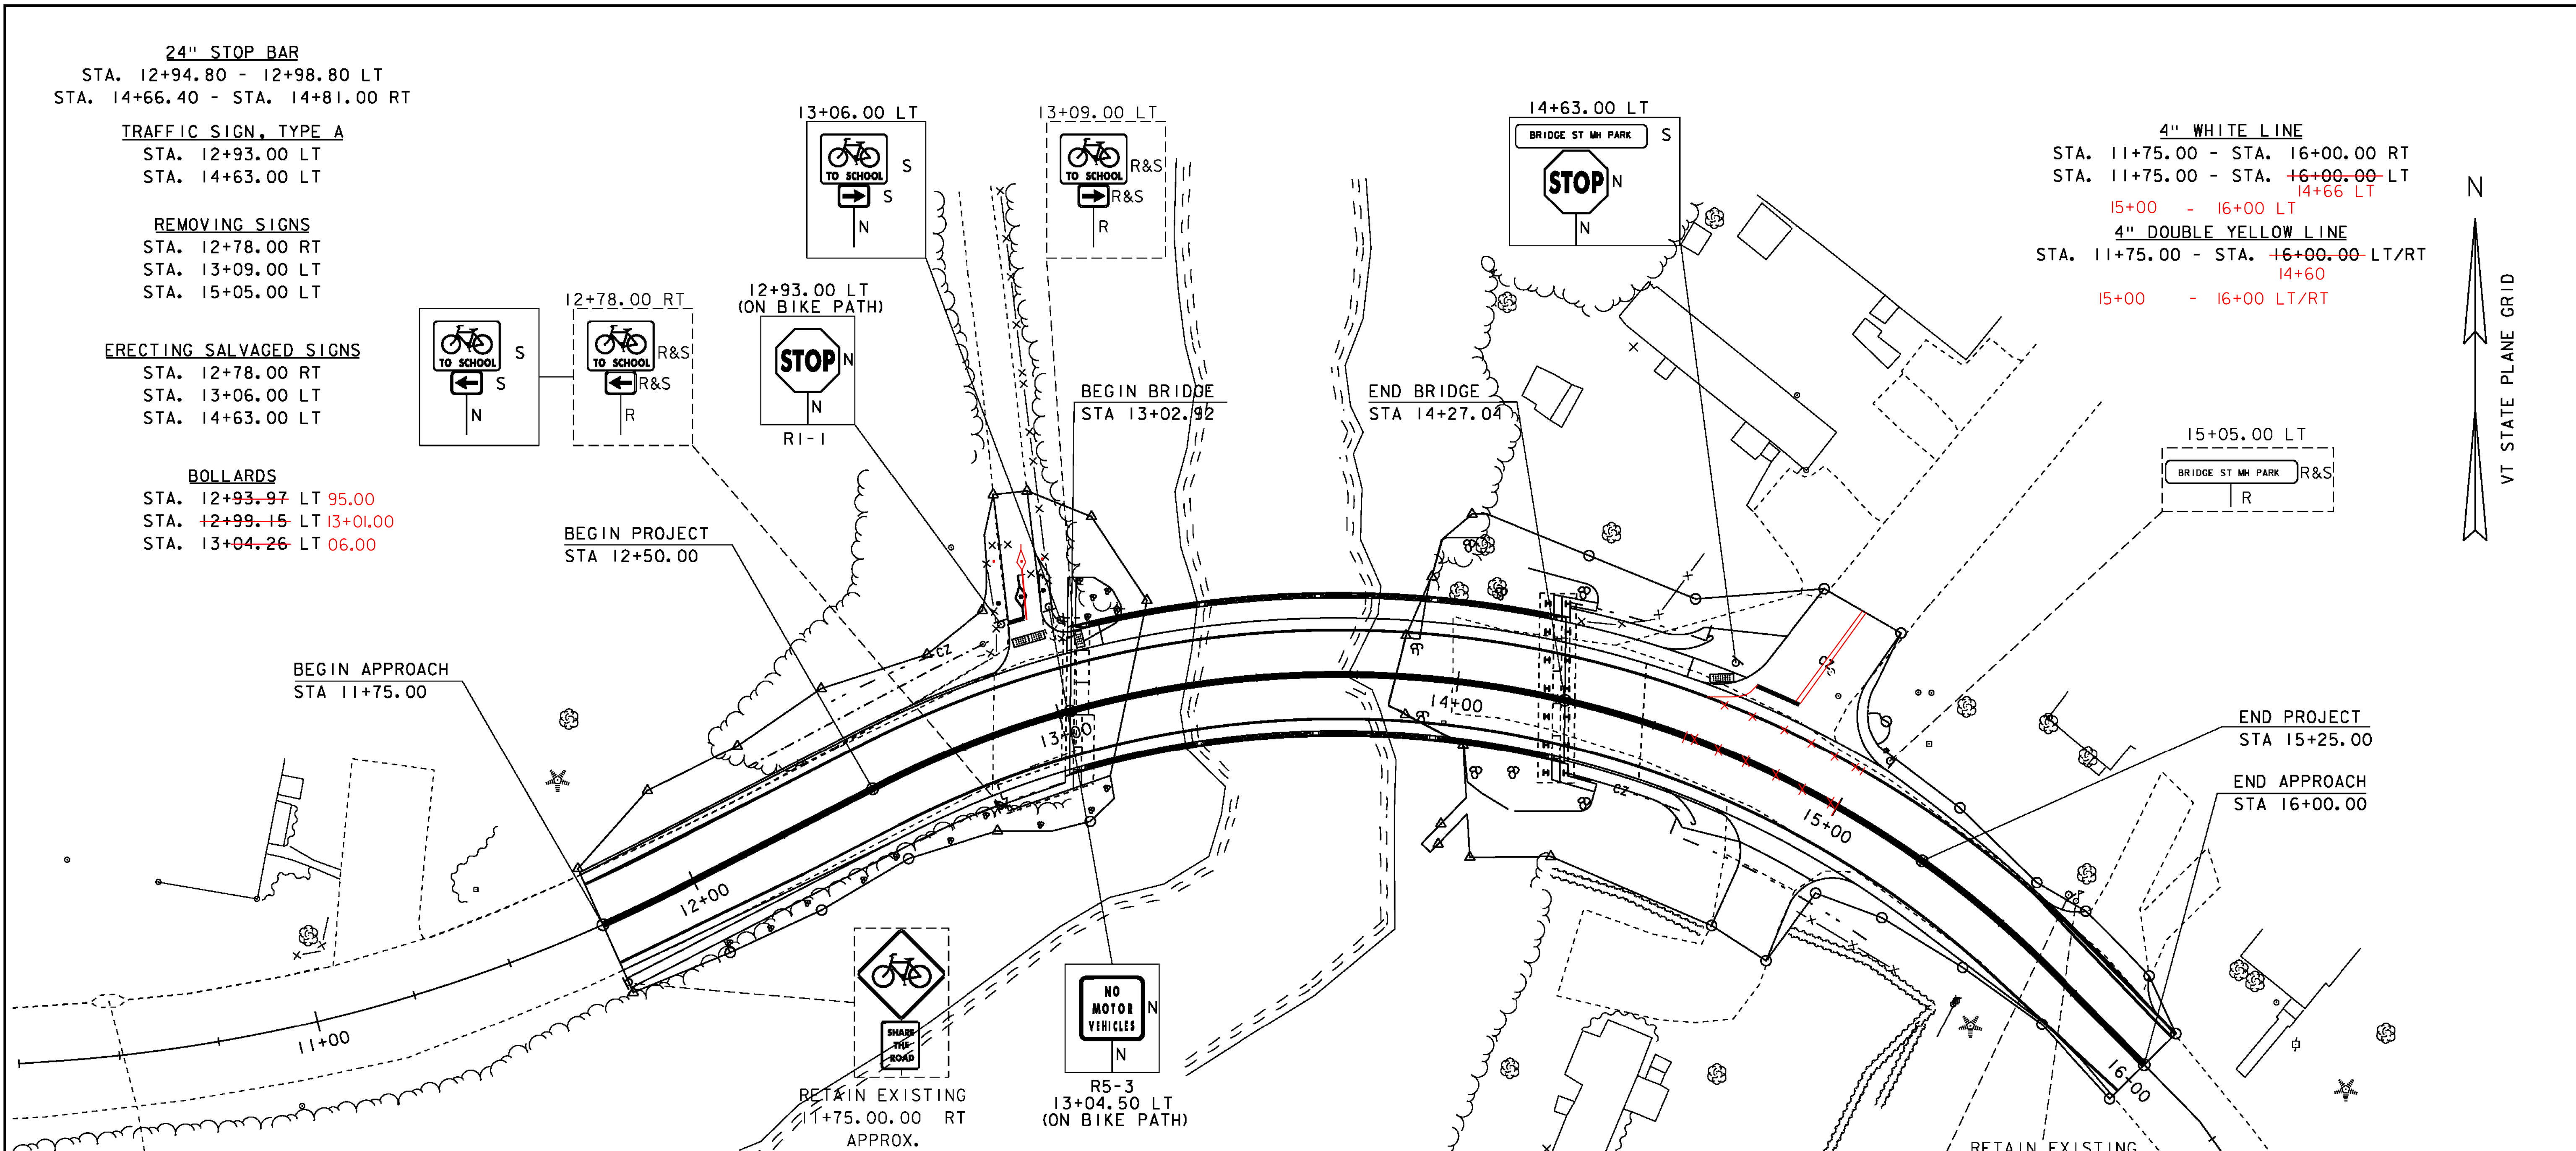 24" STOP BAR
STA. 12+94.80 - 12+98.80 LT
STA. 14+66.40 - STA. 14+81.00 RT
TRAFFIC SIGN, TYPE A
STA. 12+93.00 LT
STA. 14+63.00 LT
REMOVING SIGNS
STA. 12+78.00 RT
STA. 13+09.00 LT
STA. 15+05.00 LT
ERECTING SALVAGED SIGNS
STA. 12+78.00 RT
STA. 13+06.00 LT
STA. 14+63.00 LT
BOLLARDS
STA. 12+93.97 LT 95.00
STA. 12+99.15 LT 13+01.00
STA. 13+04.26 LT 06.00
TO SCHOOL
S
S
N
12+78.00 RT
TO SCHOOL
R&S
R&S
R
12+93.00 LT
(ON BIKE PATH)
STOP
N
N
R1-1
13+06.00 LT
TO SCHOOL
S
S
N
13+09.00 LT
TO SCHOOL
R&S
R&S
R
14+63.00 LT
BRIDGE ST MH PARK
S
STOP
N
N
4" WHITE LINE
STA. 11+75.00 - STA. 16+00.00 RT
STA. 11+75.00 - STA. 16+00.00 LT
14+66 LT
15+00 - 16+00 LT
4" DOUBLE YELLOW LINE
STA. 11+75.00 - STA. 16+00.00 LT/RT
14+60
15+00 - 16+00 LT/RT
N
VT STATE PLANE GRID
15+05.00 LT
BRIDGE ST MH PARK
R&S
R
BEGIN BRIDGE
STA 13+02.92
END BRIDGE
STA 14+27.04
BEGIN PROJECT
STA 12+50.00
BEGIN APPROACH
STA 11+75.00
END PROJECT
STA 15+25.00
END APPROACH
STA 16+00.00
CZ
CZ
CZ
11+00
12+00
13+00
14+00
15+00
16+00
SHARE
THE
ROAD
RETAIN EXISTING
11+75.00.00 RT
APPROX.
NO
MOTOR
VEHICLES
N
N
R5-3
13+04.50 LT
(ON BIKE PATH)
RETAIN EXISTING